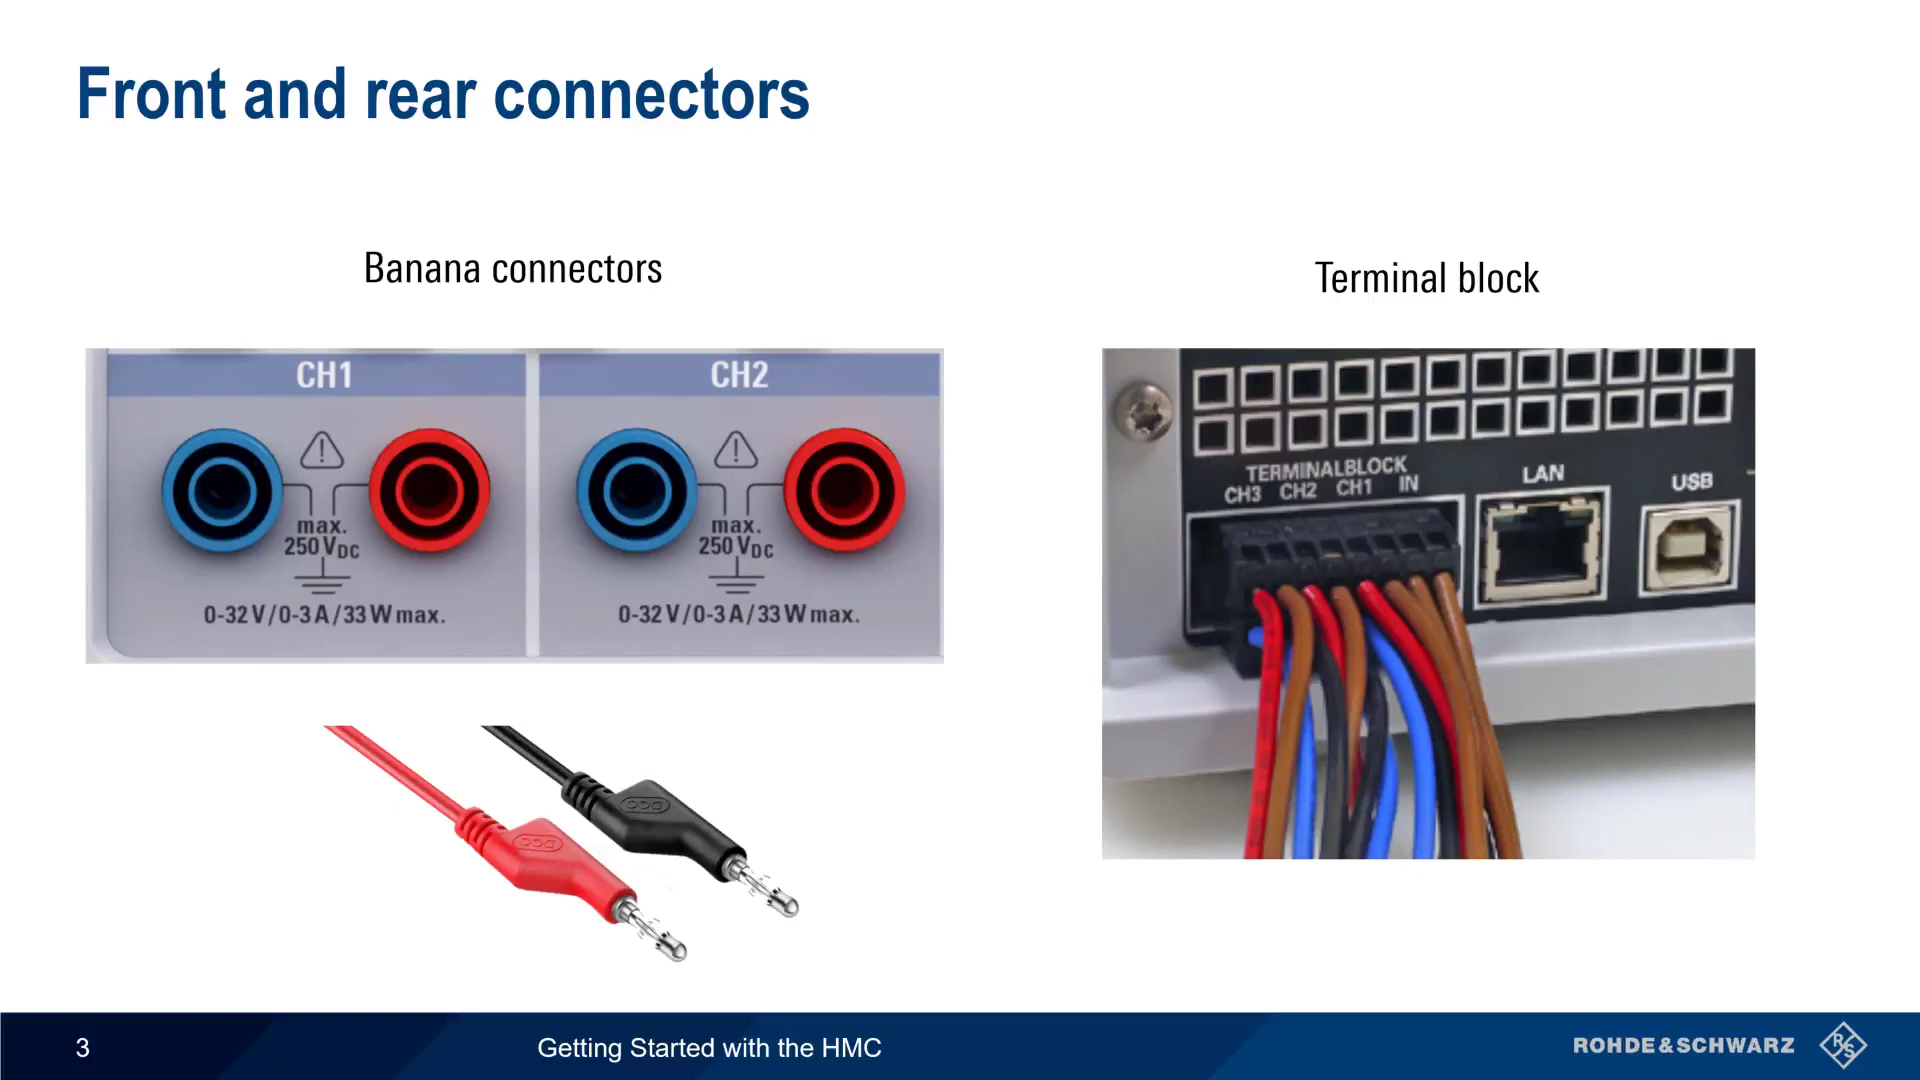 Front and rear connectors
Banana connectors
Terminal block
CH1
CH2
max.
250 VDC
0-32 V/0-3 A/33 W max.
max.
250 VDC
0-32 V/0-3 A/33 W max.
TERMINALBLOCK
CH3 CH2 CH1 IN
LAN
USB
DCC
DCC
3
Getting Started with the HMC
ROHDE&SCHWARZ
R&S